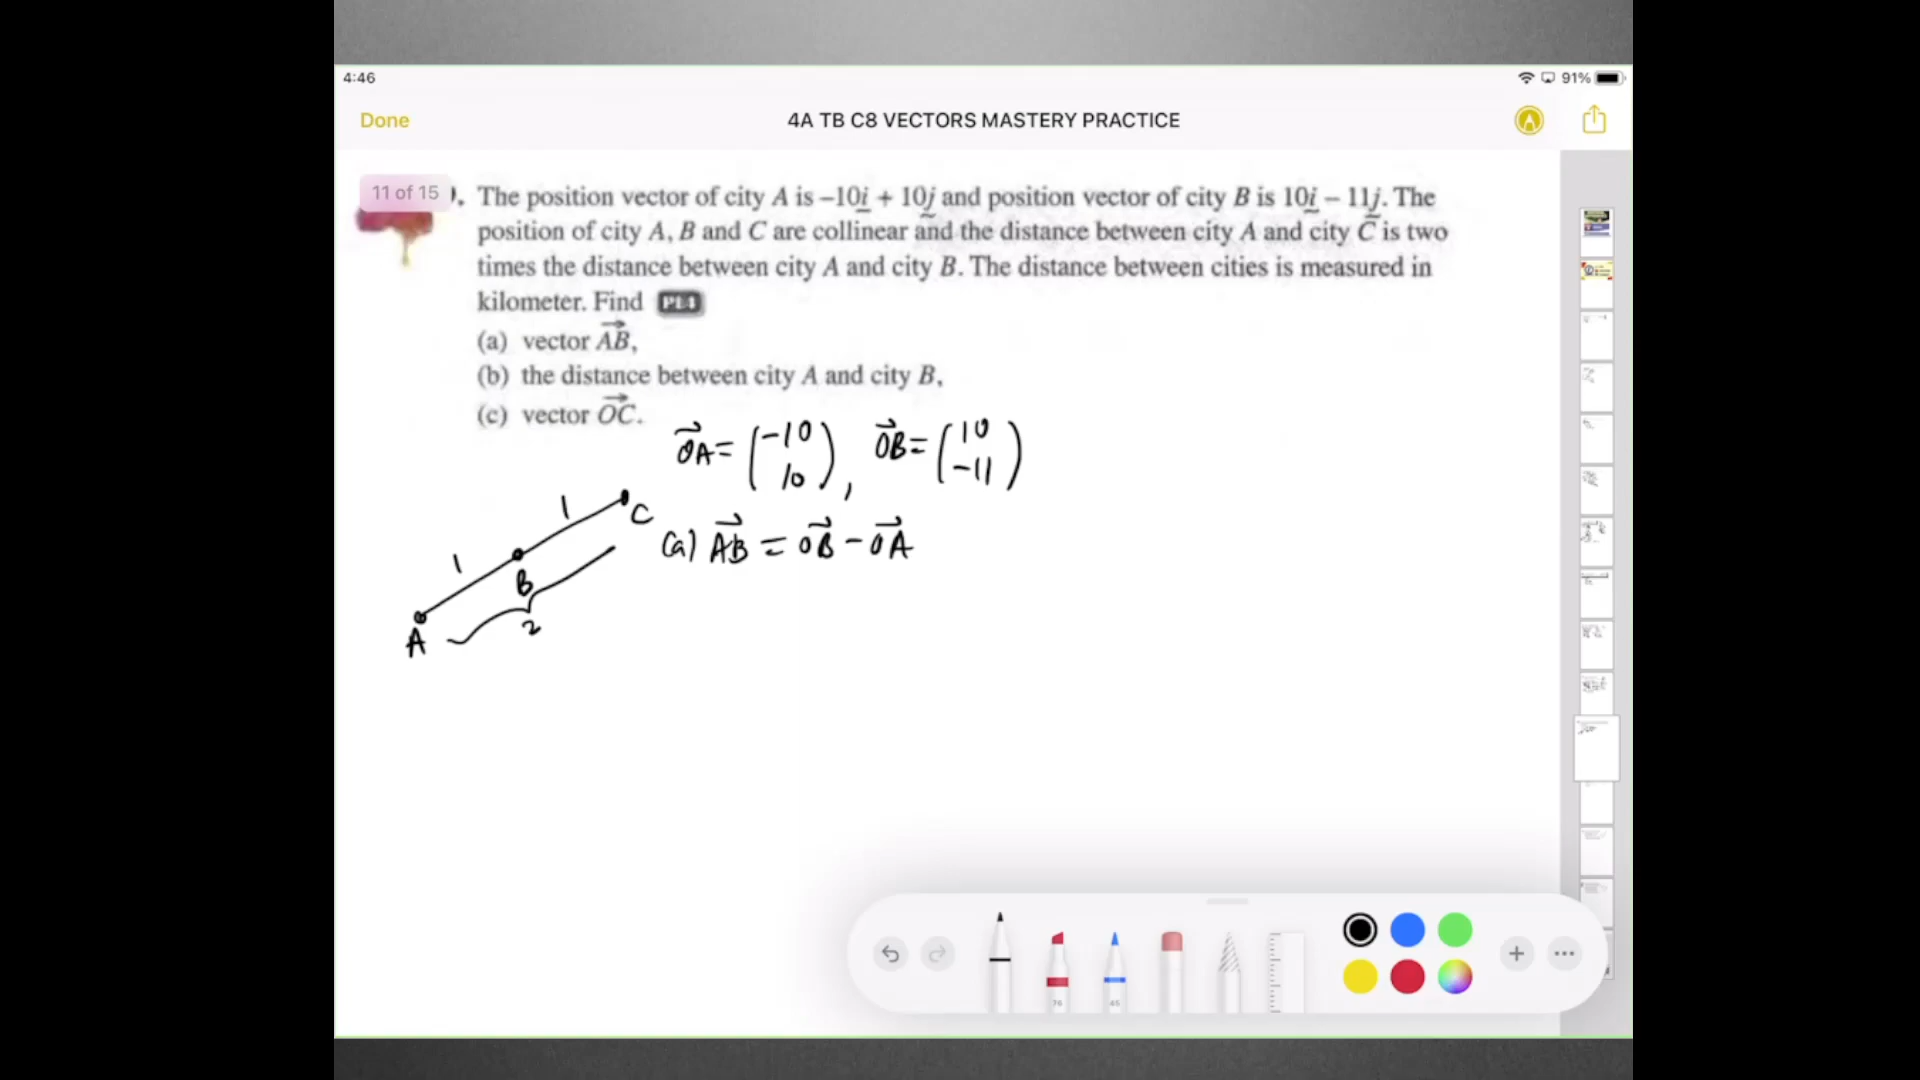 4:46
91%
Done
4A TB C8 VECTORS MASTERY PRACTICE
11 of 15
The position vector of city A is –10i + 10j and position vector of city B is 10i – 11j. The
position of city A, B and C are collinear and the distance between city A and city C is two
times the distance between city A and city B. The distance between cities is measured in
kilometer. Find PL4
(a) vector AB,
(b) the distance between city A and city B,
(c) vector OC.
OA = (-10 10), OB = (10 -11)
(a) AB = OB - OA
1
C
1
B
2
A
76
45